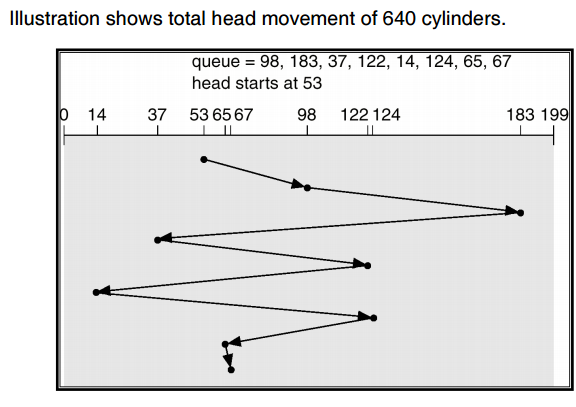 Illustration shows total head movement of 640 cylinders.
queue = 98, 183, 37, 122, 14, 124, 65, 67
head starts at 53
0 14 37 53 65 67 98 122 124 183 199